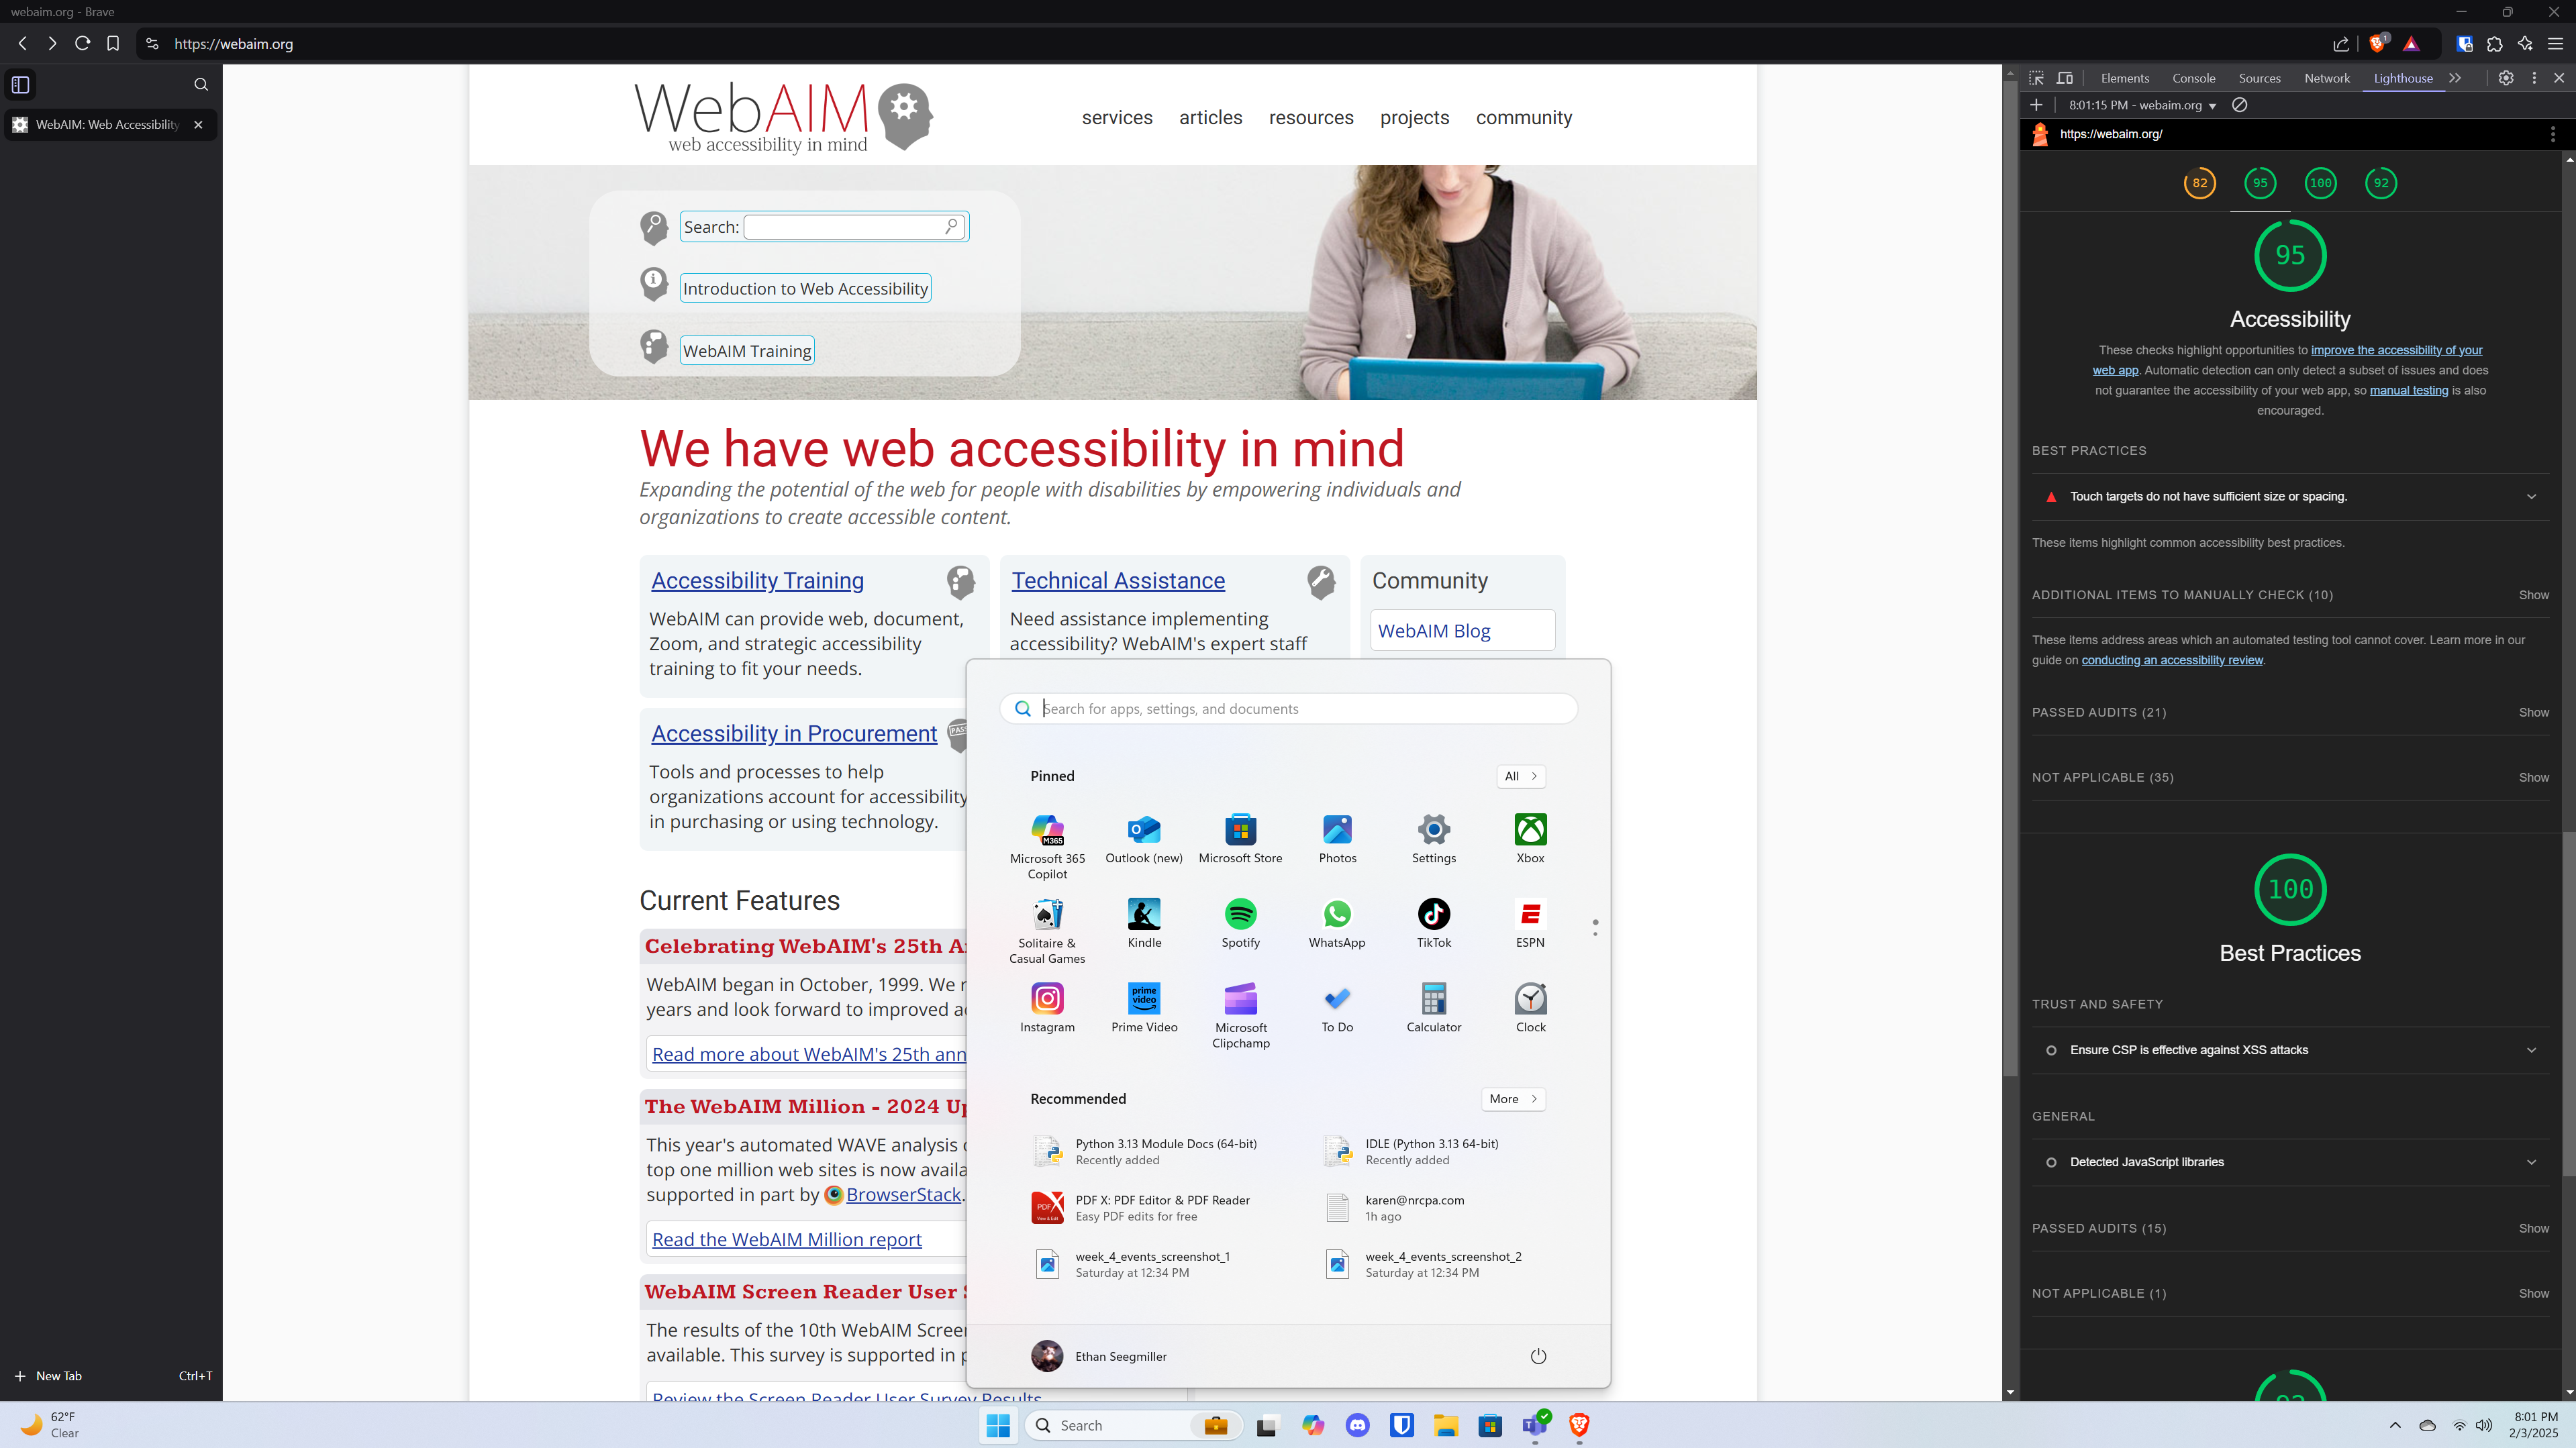 webaim.org - Brave
https://webaim.org
1
WebAIM: Web Accessibility
New Tab
Ctrl+T
WebAIM
web accessibility in mind
services
articles
resources
projects
community
Search:
Introduction to Web Accessibility
WebAIM Training
We have web accessibility in mind
Expanding the potential of the web for people with disabilities by empowering individuals and
organizations to create accessible content.
Accessibility Training
WebAIM can provide web, document,
Zoom, and strategic accessibility
training to fit your needs.
Technical Assistance
Need assistance implementing
accessibility? WebAIM's expert staff
Community
WebAIM Blog
Accessibility in Procurement
PAS
Tools and processes to help
organizations account for accessibility
in purchasing or using technology.
Current Features
Celebrating WebAIM's 25th A
WebAIM began in October, 1999. We r
years and look forward to improved a
Read more about WebAIM's 25th ann
The WebAIM Million - 2024 Up
This year's automated WAVE analysis
top one million web sites is now availa
supported in part by BrowserStack.
Read the WebAIM Million report
WebAIM Screen Reader User
The results of the 10th WebAIM Scree
available. This survey is supported in p
Review the Screen Reader User Survey Results
Search for apps, settings, and documents
Pinned
All
M365
Microsoft 365
Copilot
Outlook (new)
Microsoft Store
Photos
Settings
Xbox
Solitaire &
Casual Games
Kindle
Spotify
WhatsApp
TikTok
ESPN
prime
video
Instagram
Prime Video
Microsoft
Clipchamp
To Do
Calculator
Clock
Recommended
More
Python 3.13 Module Docs (64-bit)
Recently added
IDLE (Python 3.13 64-bit)
Recently added
PDF X
View & Edit
PDF X: PDF Editor & PDF Reader
Easy PDF edits for free
karen@nrcpa.com
1h ago
week_4_events_screenshot_1
Saturday at 12:34 PM
week_4_events_screenshot_2
Saturday at 12:34 PM
Ethan Seegmiller
Elements
Console
Sources
Network
Lighthouse
8:01:15 PM - webaim.org
https://webaim.org/
82
95
100
92
95
Accessibility
These checks highlight opportunities to improve the accessibility of your
web app. Automatic detection can only detect a subset of issues and does
not guarantee the accessibility of your web app, so manual testing is also
encouraged.
BEST PRACTICES
Touch targets do not have sufficient size or spacing.
These items highlight common accessibility best practices.
ADDITIONAL ITEMS TO MANUALLY CHECK (10)
Show
These items address areas which an automated testing tool cannot cover. Learn more in our
guide on conducting an accessibility review.
PASSED AUDITS (21)
Show
NOT APPLICABLE (35)
Show
100
Best Practices
TRUST AND SAFETY
Ensure CSP is effective against XSS attacks
GENERAL
Detected JavaScript libraries
PASSED AUDITS (15)
Show
NOT APPLICABLE (1)
Show
92
62°F
Clear
Search
8:01 PM
2/3/2025